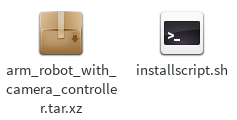 arm_robot_with_
camera_controlle
r.tar.xz
installscript.sh